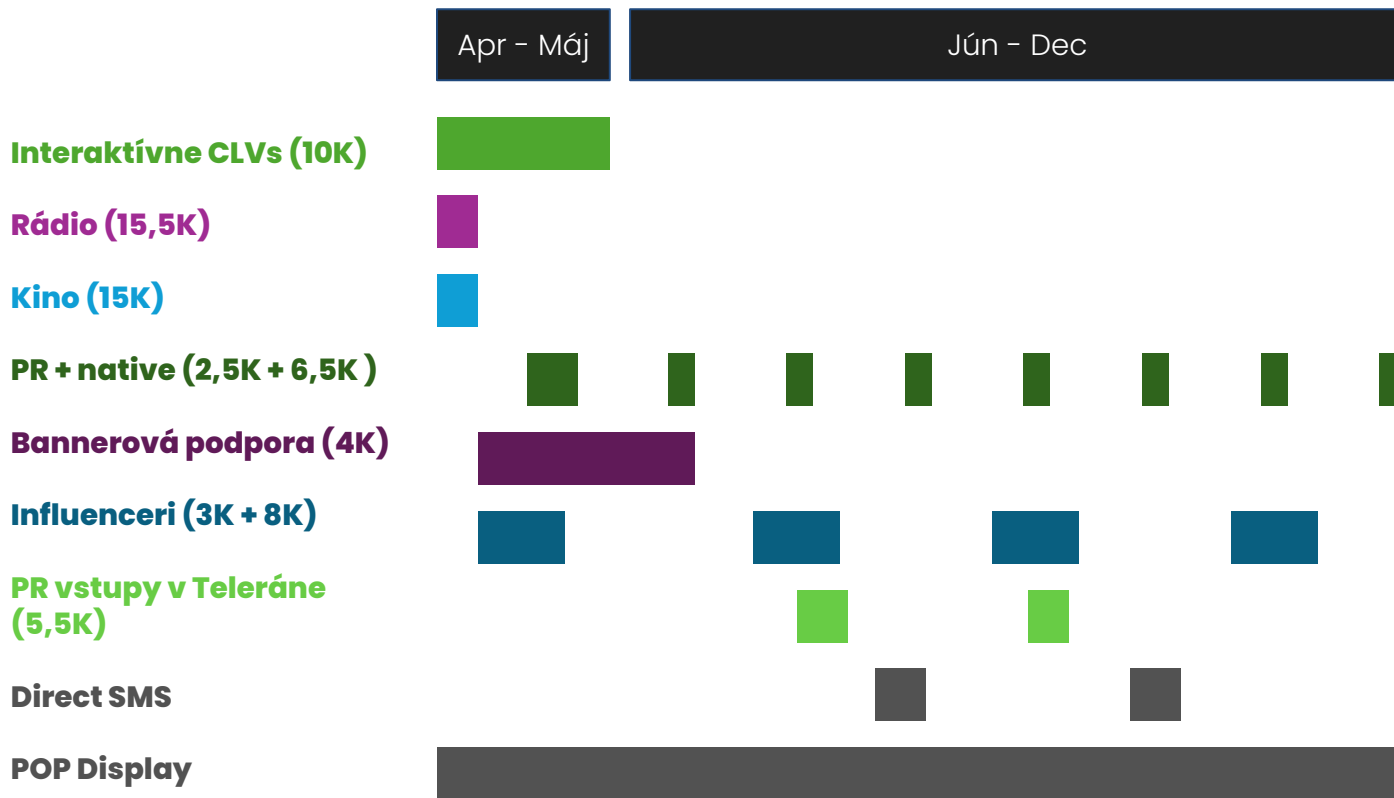 Apr - Máj
Jún - Dec
Interaktívne CLVs (10K)
Rádio (15,5K)
Kino (15K)
PR + native (2,5K + 6,5K )
Bannerová podpora (4K)
Influenceri (3K + 8K)
PR vstupy v Teleráne
(5,5K)
Direct SMS
POP Display